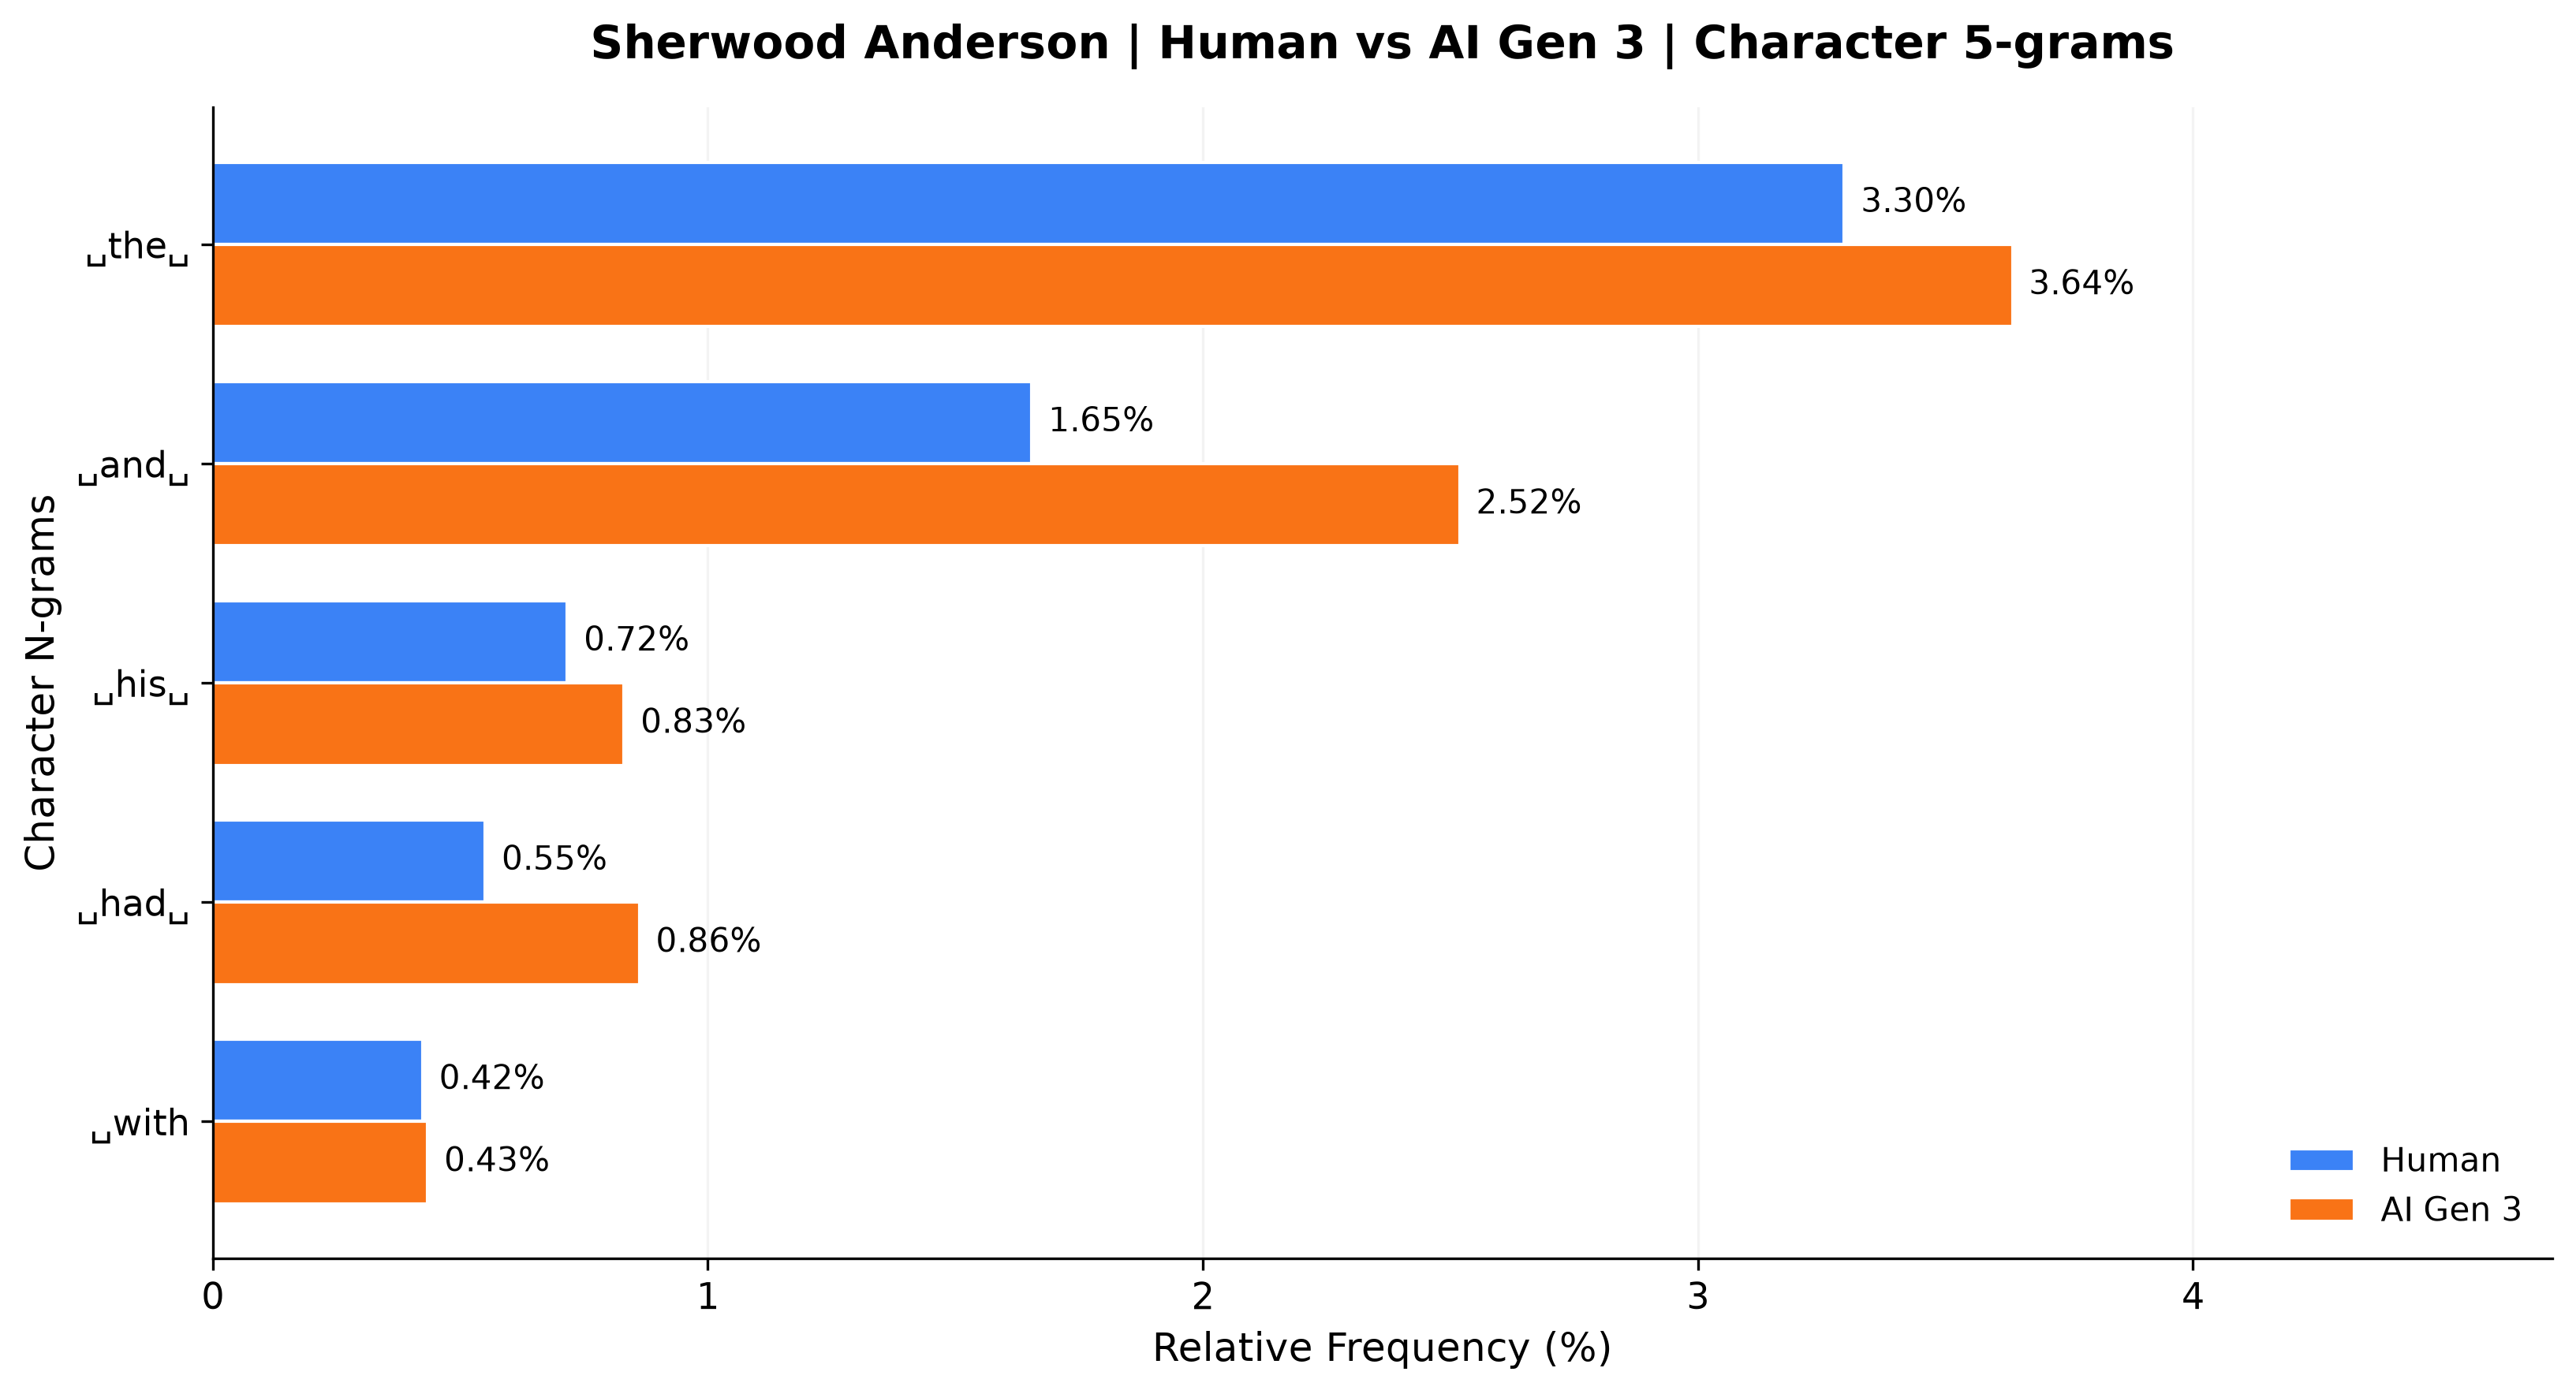 Sherwood Anderson | Human vs AI Gen 3 | Character 5-grams
Character N-grams
␣the␣
3.30%
3.64%
␣and␣
1.65%
2.52%
␣his␣
0.72%
0.83%
␣had␣
0.55%
0.86%
␣with
0.42%
0.43%
Human
AI Gen 3
0 1 2 3 4
Relative Frequency (%)